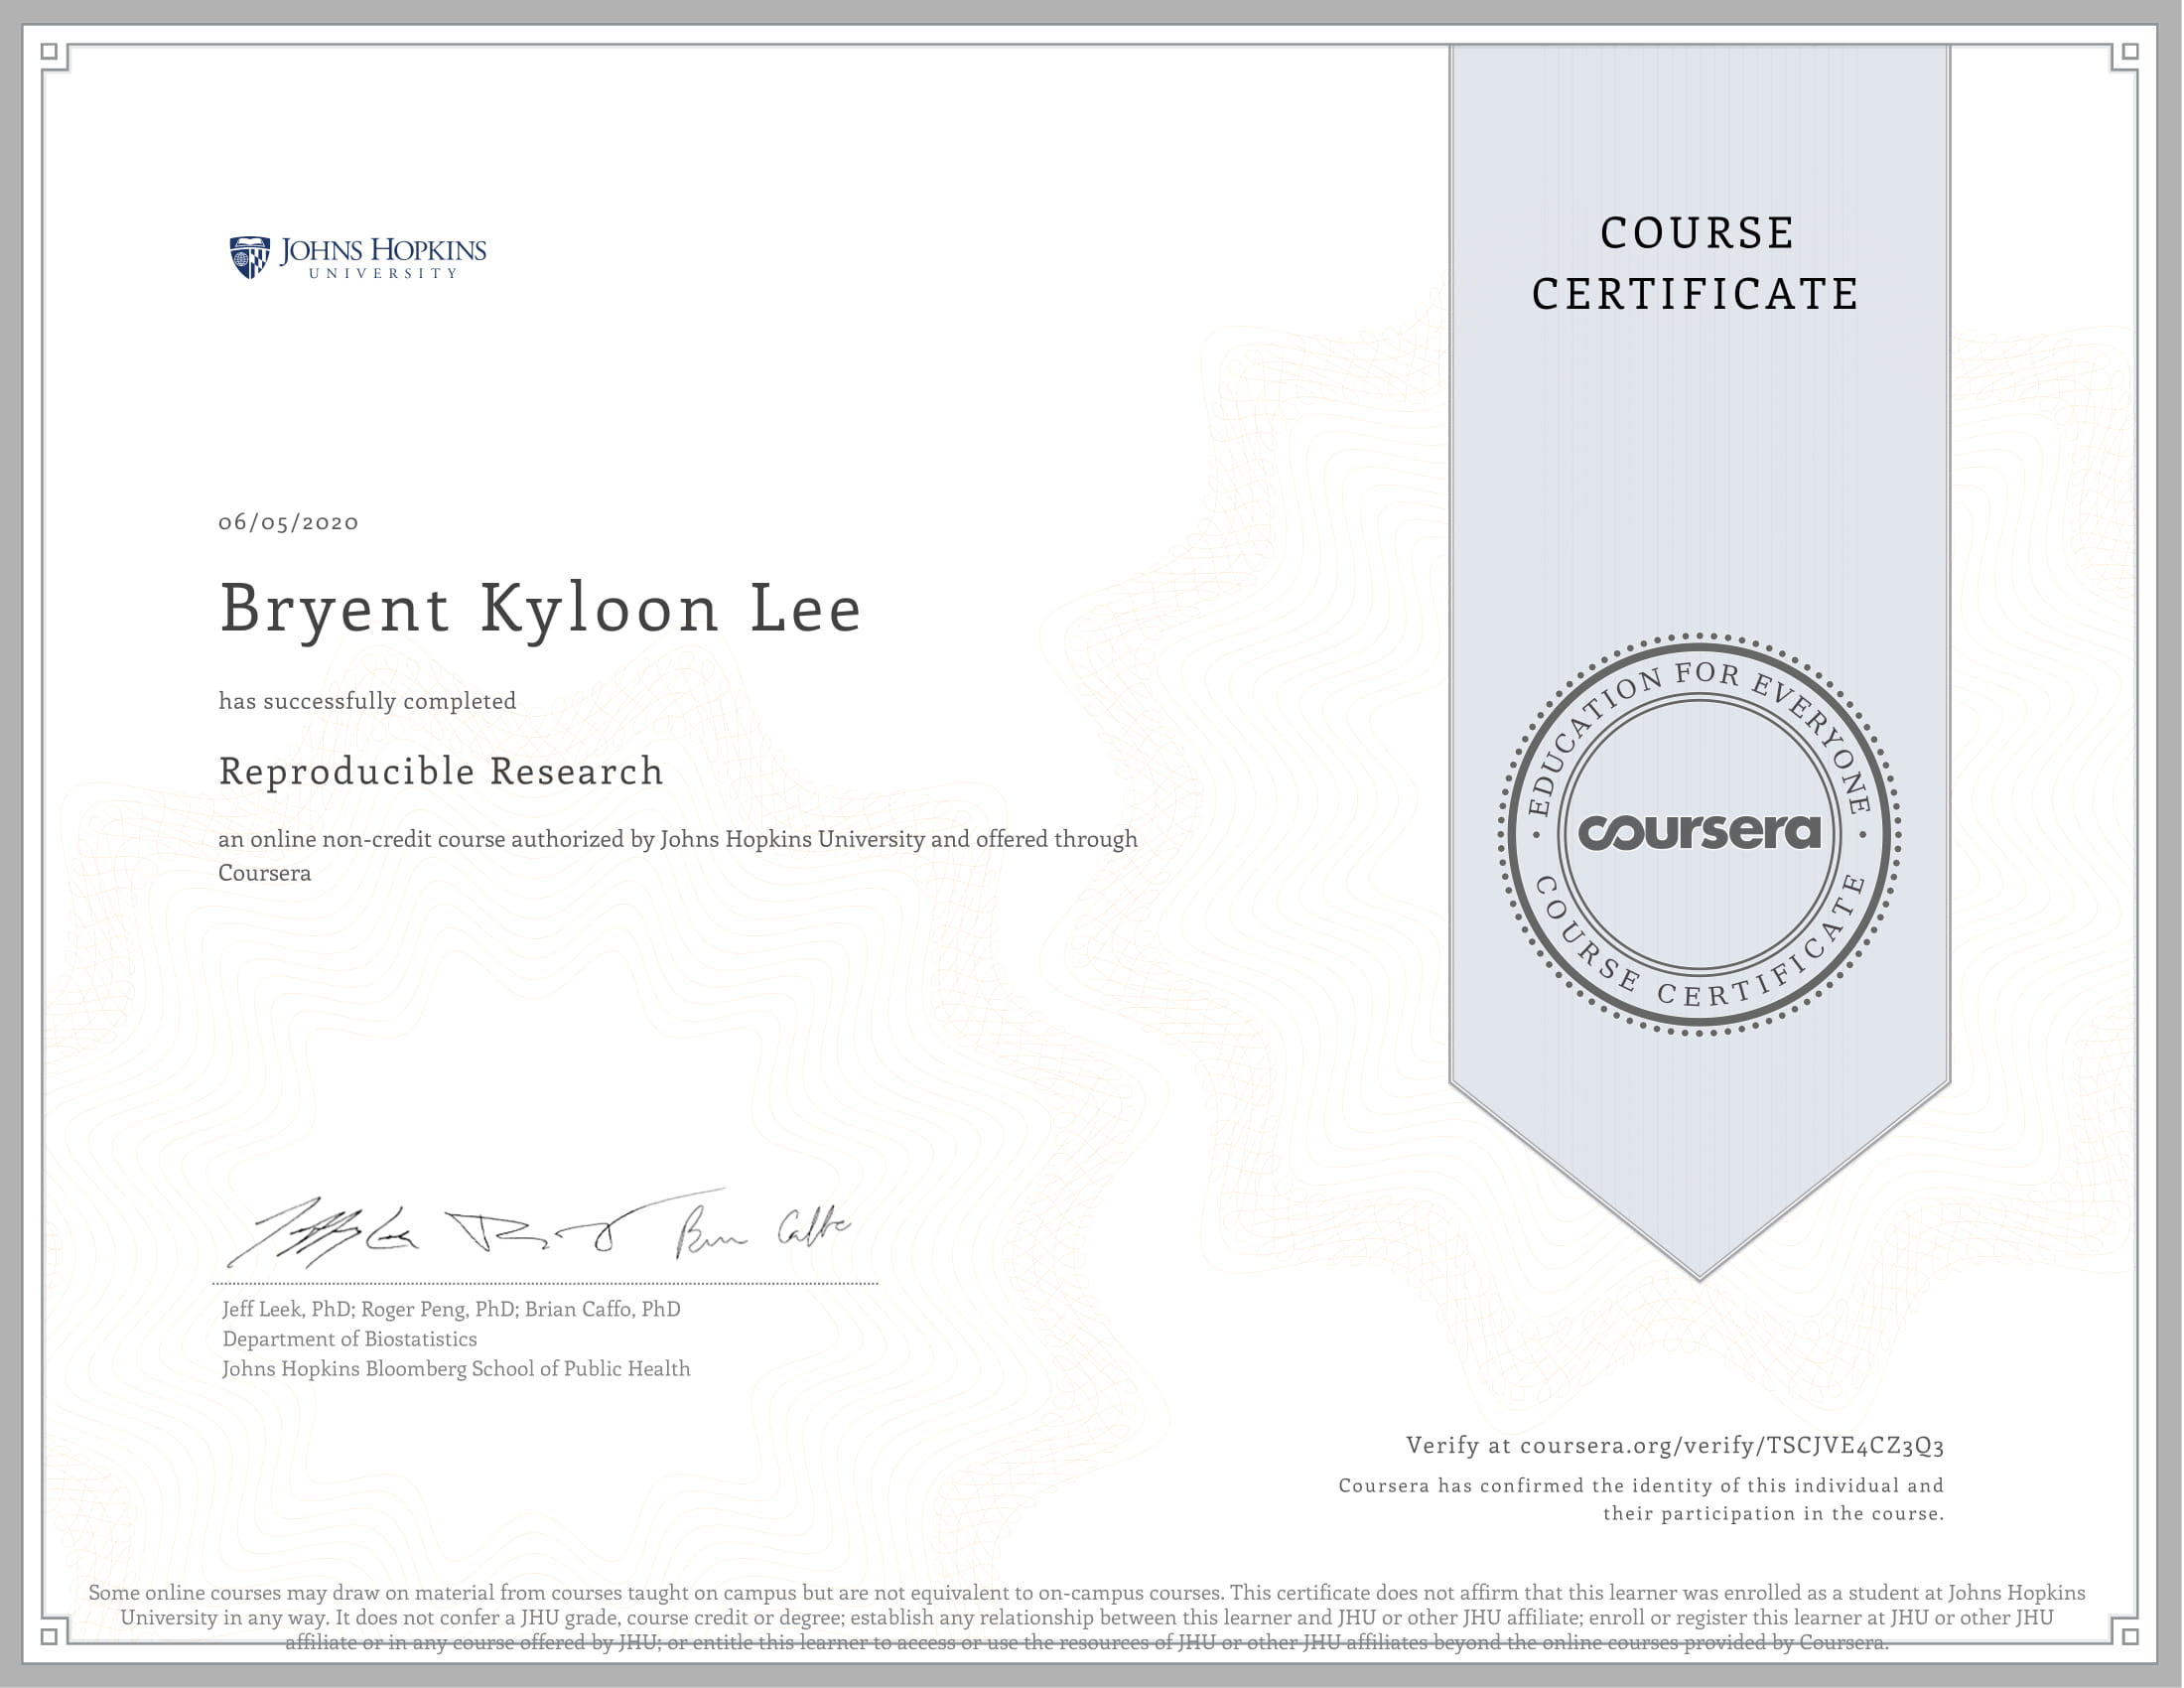 JOHNS HOPKINS
UNIVERSITY
COURSE
CERTIFICATE
06/05/2020
Bryent Kyloon Lee
has successfully completed
Reproducible Research
an online non-credit course authorized by Johns Hopkins University and offered through
Coursera
EDUCATION FOR EVERYONE
coursera
COURSE CERTIFICATE
Jeff Leek, PhD; Roger Peng, PhD; Brian Caffo, PhD
Department of Biostatistics
Johns Hopkins Bloomberg School of Public Health
Verify at coursera.org/verify/TSCJVE4CZ3Q3
Coursera has confirmed the identity of this individual and
their participation in the course.
Some online courses may draw on material from courses taught on campus but are not equivalent to on-campus courses. This certificate does not affirm that this learner was enrolled as a student at Johns Hopkins
University in any way. It does not confer a JHU grade, course credit or degree; establish any relationship between this learner and JHU or other JHU affiliate; enroll or register this learner at JHU or other JHU
affiliate or in any course offered by JHU; or entitle this learner to access or use the resources of JHU or other JHU affiliates beyond the online courses provided by Coursera.